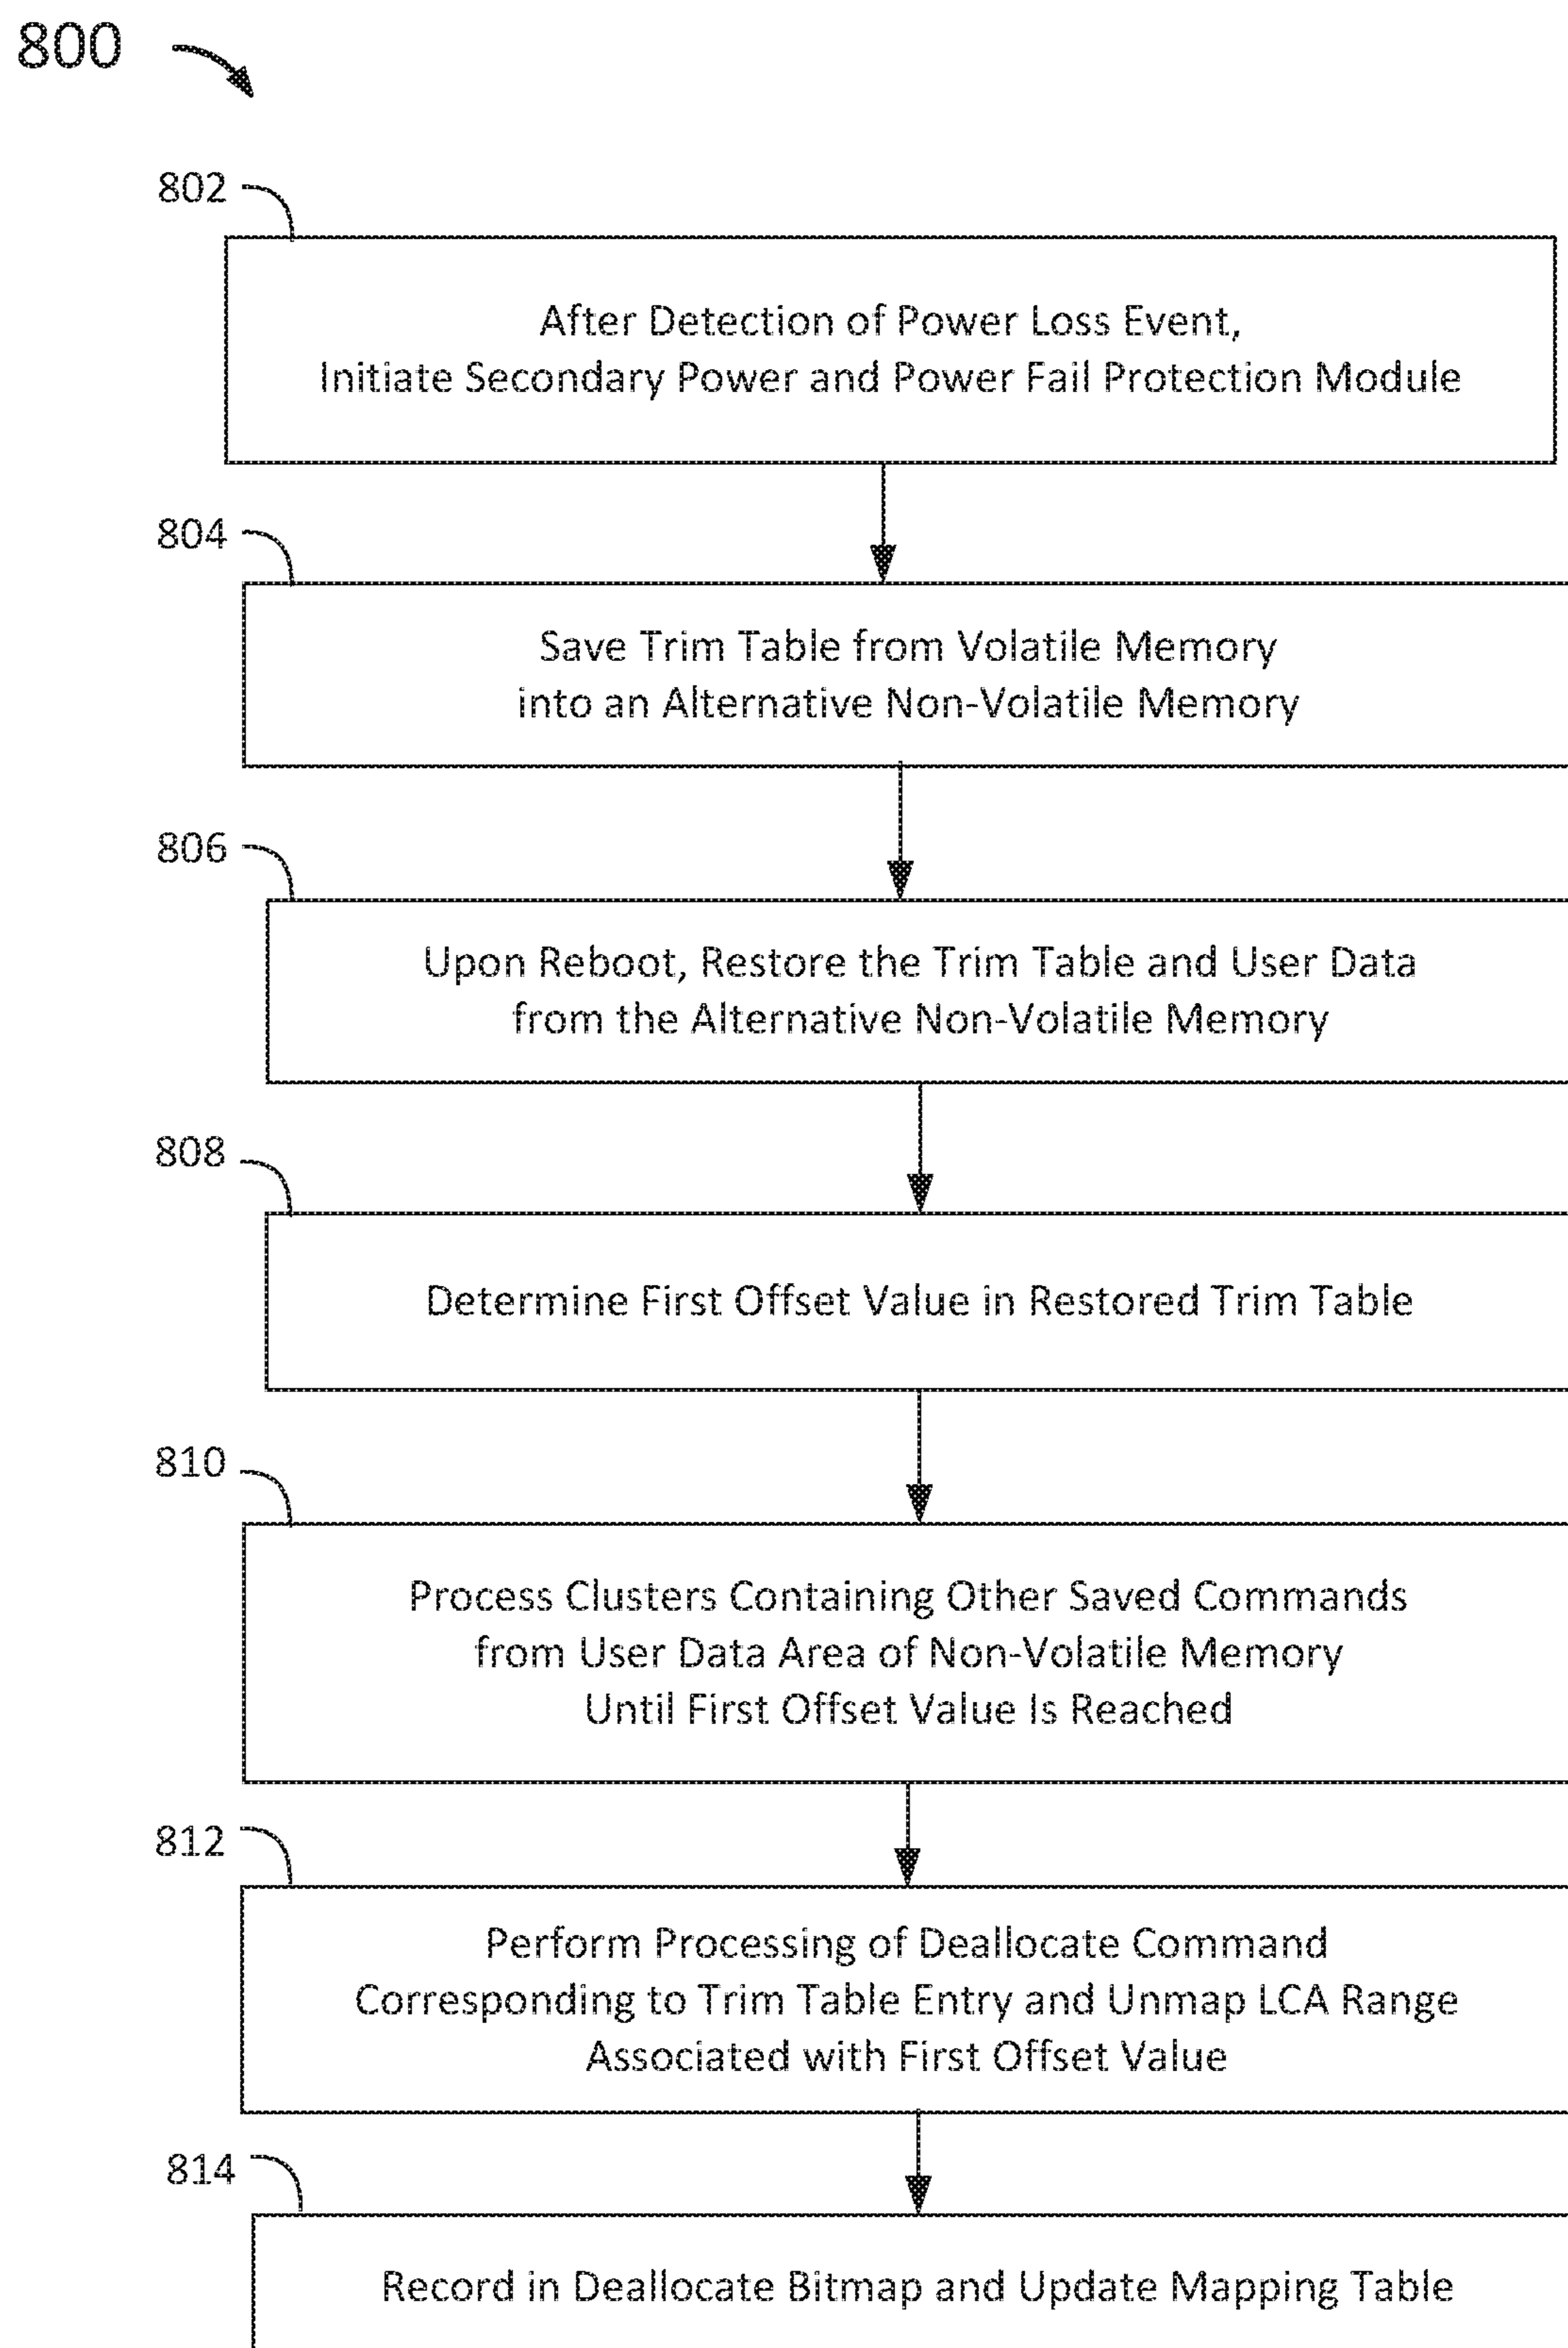 800
802
After Detection of Power Loss Event,
Initiate Secondary Power and Power Fail Protection Module
804
Save Trim Table from Volatile Memory
into an Alternative Non-Volatile Memory
806
Upon Reboot, Restore the Trim Table and User Data
from the Alternative Non-Volatile Memory
808
Determine First Offset Value in Restored Trim Table
810
Process Clusters Containing Other Saved Commands
from User Data Area of Non-Volatile Memory
Until First Offset Value Is Reached
812
Perform Processing of Deallocate Command
Corresponding to Trim Table Entry and Unmap LCA Range
Associated with First Offset Value
814
Record in Deallocate Bitmap and Update Mapping Table